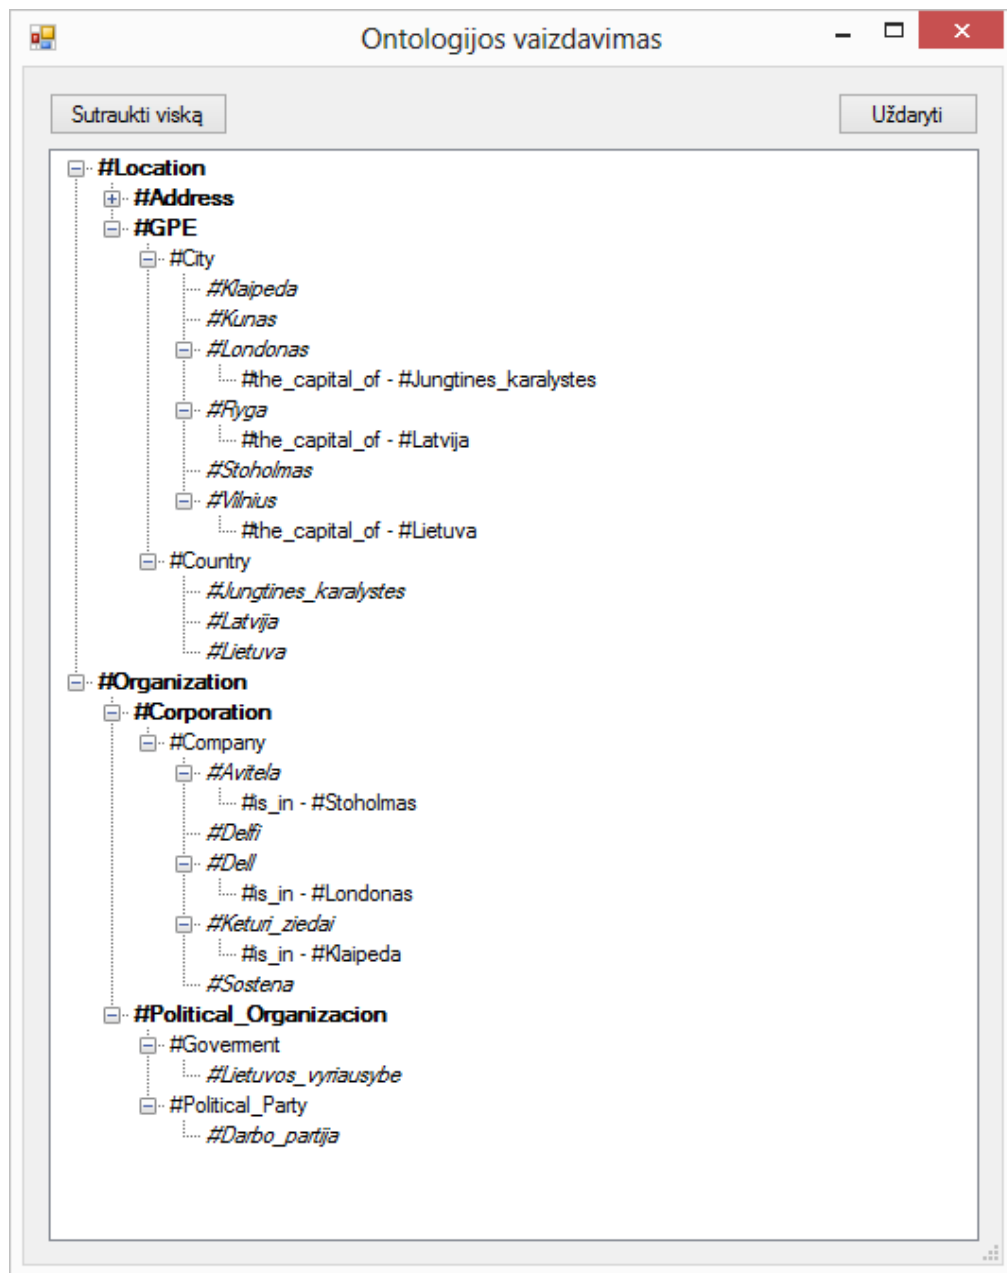 Ontologijos vaizdavimas
Sutraukti viską Uždaryti
#Location
#Address
#GPE
#City
#Klaipeda
#Kunas
#Londonas
#the_capital_of - #Jungtines_karalystes
#Ryga
#the_capital_of - #Latvija
#Stoholmas
#Vilnius
#the_capital_of - #Lietuva
#Country
#Jungtines_karalystes
#Latvija
#Lietuva
#Organization
#Corporation
#Company
#Avitela
#is_in - #Stoholmas
#Delfi
#Dell
#is_in - #Londonas
#Keturi_ziedai
#is_in - #Klaipeda
#Sostena
#Political_Organizacion
#Goverment
#Lietuvos_vyriausybe
#Political_Party
#Darbo_partija